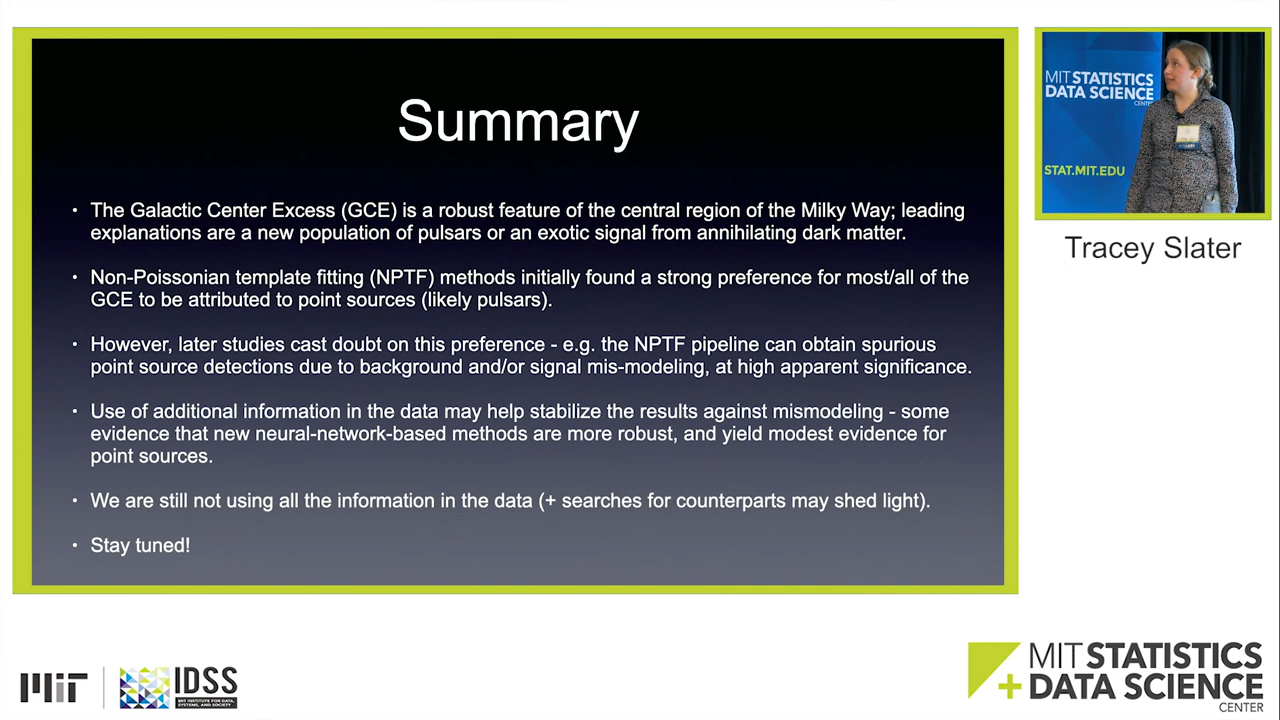 Summary
• The Galactic Center Excess (GCE) is a robust feature of the central region of the Milky Way; leading
explanations are a new population of pulsars or an exotic signal from annihilating dark matter.
• Non-Poissonian template fitting (NPTF) methods initially found a strong preference for most/all of the
GCE to be attributed to point sources (likely pulsars).
• However, later studies cast doubt on this preference - e.g. the NPTF pipeline can obtain spurious
point source detections due to background and/or signal mis-modeling, at high apparent significance.
• Use of additional information in the data may help stabilize the results against mismodeling - some
evidence that new neural-network-based methods are more robust, and yield modest evidence for
point sources.
• We are still not using all the information in the data (+ searches for counterparts may shed light).
• Stay tuned!
MIT STATISTICS
DATA SCIENCE
CENTER
STAT.MIT.EDU
Tracey Slater
MIT
IDSS
MIT INSTITUTE FOR DATA,
SYSTEMS, AND SOCIETY
MIT STATISTICS
+ DATA SCIENCE
CENTER